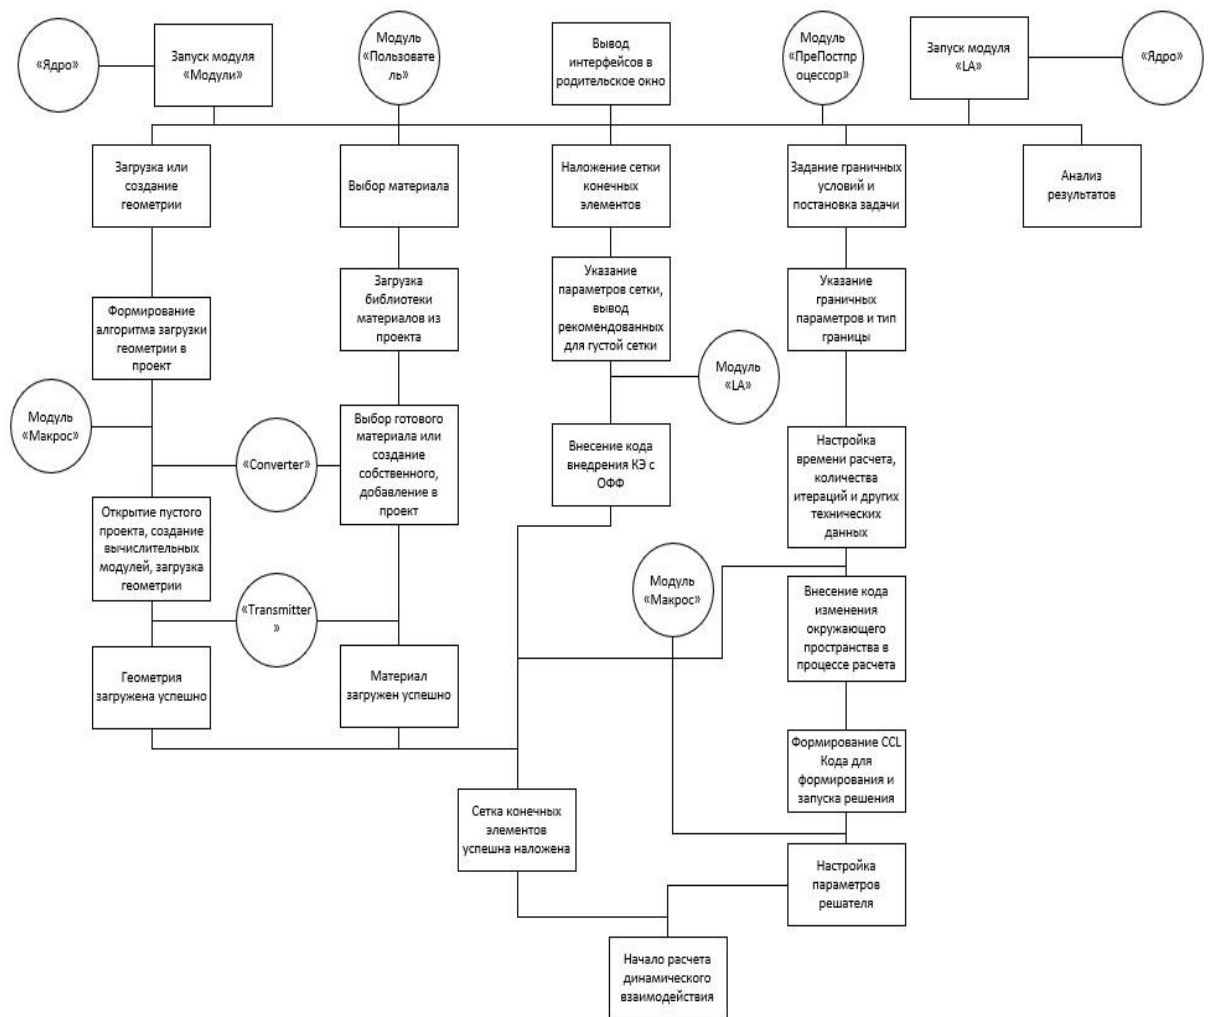 «Ядро»
Запуск модуля
«Модули»
Модуль
«Пользовате
ль»
Вывод
интерфейсов в
родительское окно
Модуль
«ПреПостпр
оцессор»
Запуск модуля
«LA»
«Ядро»
Загрузка или
создание
геометрии
Выбор материала
Наложение сетки
конечных
элементов
Задание граничных
условий и
постановка задачи
Анализ
результатов
Формирование
алгоритма загрузки
геометрии в
проект
Загрузка
библиотеки
материалов из
проекта
Указание
параметров сетки,
вывод
рекомендованных
для густой сетки
Указание
граничных
параметров и тип
границы
Модуль
«LA»
Модуль
«Макрос»
«Converter»
Выбор готового
материала или
создание
собственного,
добавление в
проект
Внесение кода
внедрения КЭ с
ОФФ
Настройка
времени расчета,
количества
итераций и других
технических
данных
Открытие пустого
проекта, создание
вычислительных
модулей, загрузка
геометрии
«Transmitter
»
Модуль
«Макрос»
Внесение кода
изменения
окружающего
пространства в
процессе расчета
Геометрия
загружена успешно
Материал
загружен успешно
Формирование CCL
Кода для
формирования и
запуска решения
Сетка конечных
элементов
успешна наложена
Настройка
параметров
решателя
Начало расчета
динамического
взаимодействия